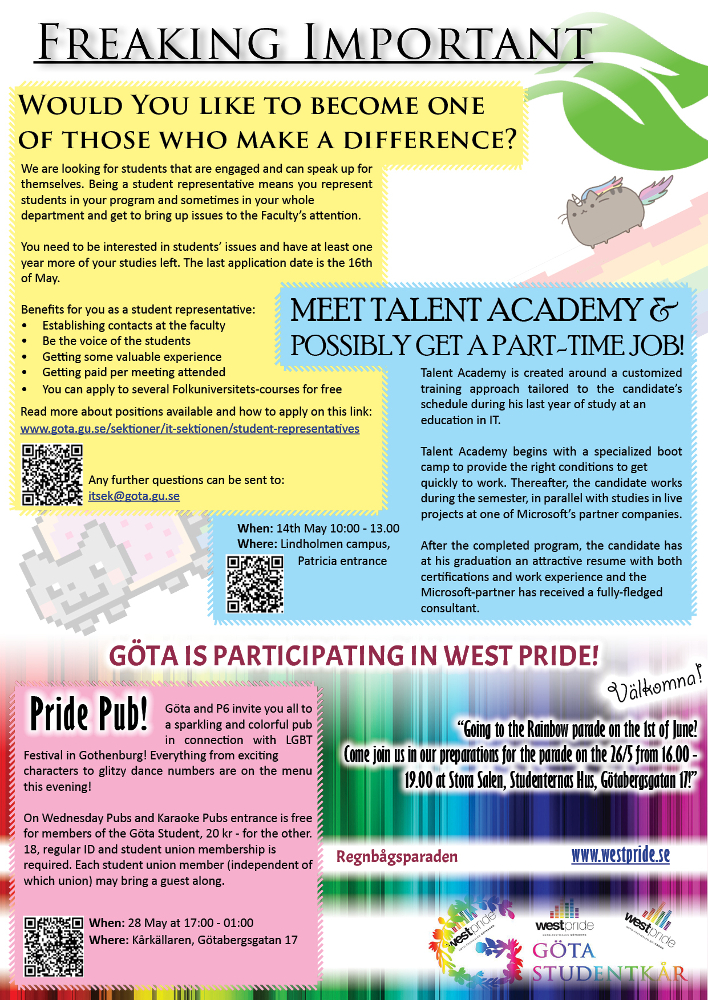 FREAKING IMPORTANT
WOULD YOU LIKE TO BECOME ONE
OF THOSE WHO MAKE A DIFFERENCE?
We are looking for students that are engaged and can speak up for
themselves. Being a student representative means you represent
students in your program and sometimes in your whole
department and get to bring up issues to the Faculty's attention.
You need to be interested in students' issues and have at least one
year more of your studies left. The last application date is the 16th
of May.
Benefits for you as a student representative:
• Establishing contacts at the faculty
• Be the voice of the students
• Getting some valuable experience
• Getting paid per meeting attended
• You can apply to several Folkuniversitets-courses for free
Read more about positions available and how to apply on this link:
www.gota.gu.se/sektioner/it-sektionen/student-representatives
Any further questions can be sent to:
itsek@gota.gu.se
MEET TALENT ACADEMY &
POSSIBLY GET A PART-TIME JOB!
Talent Academy is created around a customized
training approach tailored to the candidate's
schedule during his last year of study at an
education in IT.
Talent Academy begins with a specialized boot
camp to provide the right conditions to get
quickly to work. Thereafter, the candidate works
during the semester, in parallel with studies in live
projects at one of Microsoft's partner companies.
After the completed program, the candidate has
at his graduation an attractive resume with both
certifications and work experience and the
Microsoft-partner has received a fully-fledged
consultant.
When: 14th May 10:00 - 13.00
Where: Lindholmen campus,
Patricia entrance
GÖTA IS PARTICIPATING IN WEST PRIDE!
Välkomna!
Pride Pub!
Göta and P6 invite you all to
a sparkling and colorful pub
in connection with LGBT
Festival in Gothenburg! Everything from exciting
characters to glitzy dance numbers are on the menu
this evening!
On Wednesday Pubs and Karaoke Pubs entrance is free
for members of the Göta Student, 20 kr - for the other.
18, regular ID and student union membership is
required. Each student union member (independent of
which union) may bring a guest along.
When: 28 May at 17:00 - 01:00
Where: Kårkällaren, Götabergsgatan 17
"Going to the Rainbow parade on the 1st of June?
Come join us in our preparations for the parade on the 26/5 from 16.00 -
19.00 at Stora Salen, Studenternas Hus, Götabergsgatan 17!"
Regnbågsparaden
www.westpride.se
westpride
westpride
westpride
GÖTA
STUDENTKÅR